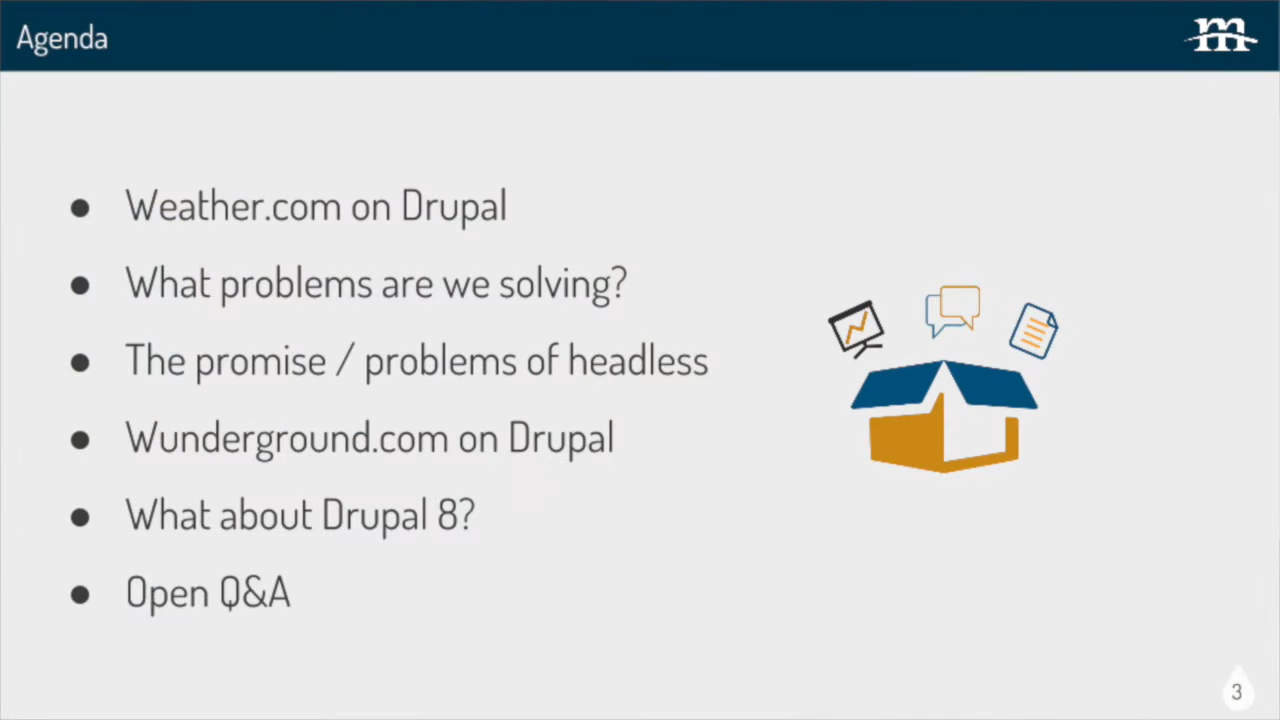 Agenda
m
Weather.com on Drupal
What problems are we solving?
The promise / problems of headless
Wunderground.com on Drupal
What about Drupal 8?
Open Q&A
3